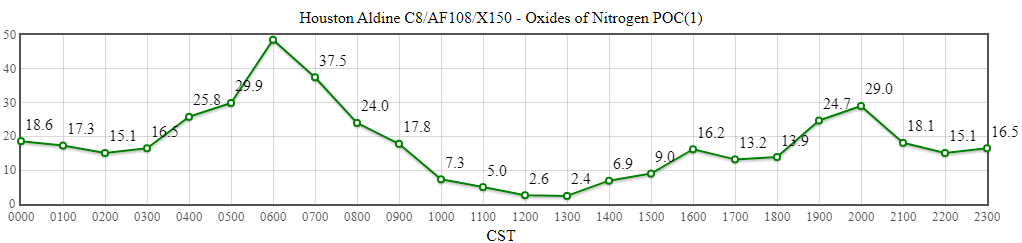 Houston Aldine C8/AF108/X150 - Oxides of Nitrogen POC(1)
50
40
30
20
10
0
18.6 17.3 15.1 16.5 25.8 29.9 37.5 24.0 17.8 7.3 5.0 2.6 2.4 6.9 9.0 16.2 13.2 13.9 24.7 29.0 18.1 15.1 16.5
0000 0100 0200 0300 0400 0500 0600 0700 0800 0900 1000 1100 1200 1300 1400 1500 1600 1700 1800 1900 2000 2100 2200 2300
CST